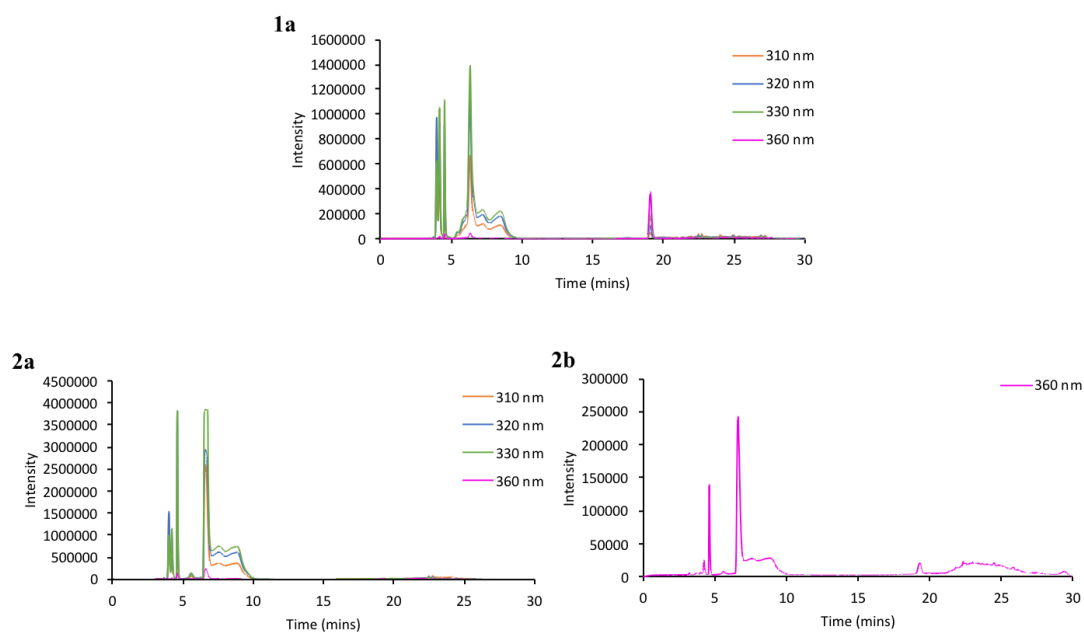 1a
1600000
1400000
1200000
1000000
800000
600000
400000
200000
0
Intensity
0 5 10 15 20 25 30
Time (mins)
310 nm
320 nm
330 nm
360 nm
2a
4500000
4000000
3500000
3000000
2500000
2000000
1500000
1000000
500000
0
Intensity
0 5 10 15 20 25 30
Time (mins)
310 nm
320 nm
330 nm
360 nm
2b
300000
250000
200000
150000
100000
50000
0
Intensity
0 5 10 15 20 25 30
Time (mins)
360 nm